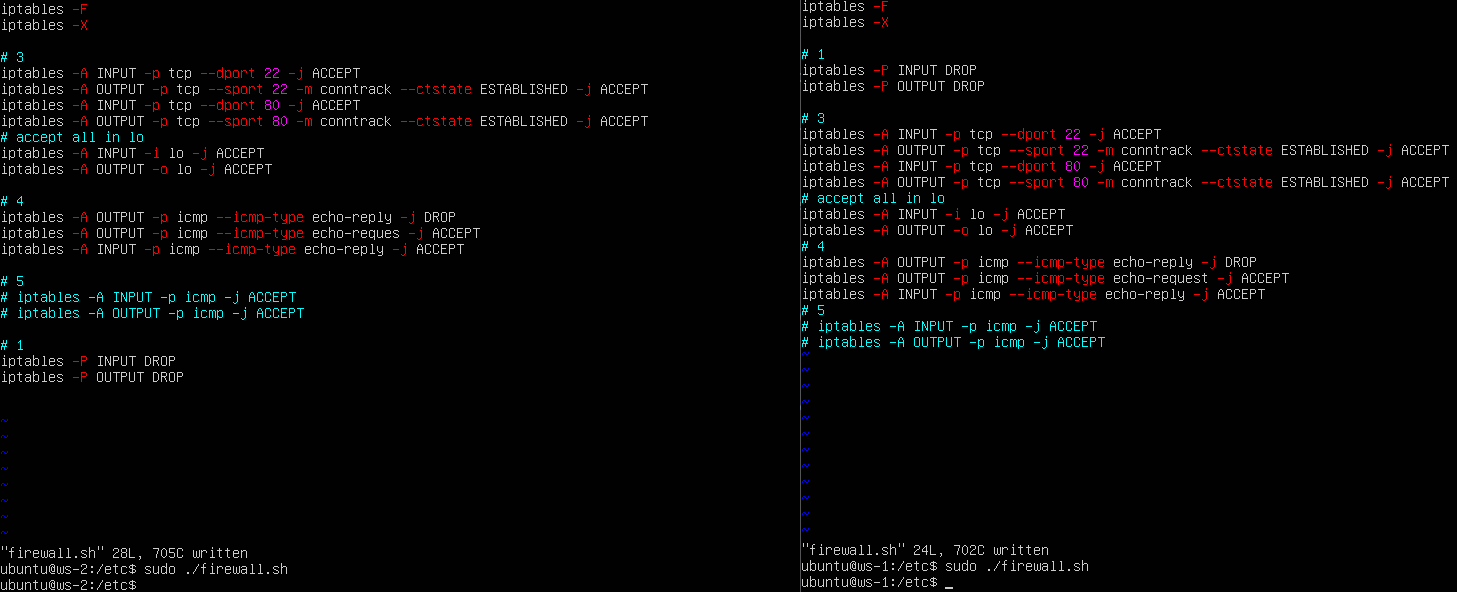 iptables -F
iptables -X
# 3
iptables -A INPUT -p tcp --dport 22 -j ACCEPT
iptables -A OUTPUT -p tcp --sport 22 -m conntrack --ctstate ESTABLISHED -j ACCEPT
iptables -A INPUT -p tcp --dport 80 -j ACCEPT
iptables -A OUTPUT -p tcp --sport 80 -m conntrack --ctstate ESTABLISHED -j ACCEPT
# accept all in lo
iptables -A INPUT -i lo -j ACCEPT
iptables -A OUTPUT -o lo -j ACCEPT
# 4
iptables -A OUTPUT -p icmp --icmp-type echo-reply -j DROP
iptables -A OUTPUT -p icmp --icmp-type echo-reques -j ACCEPT
iptables -A INPUT -p icmp --icmp-type echo-reply -j ACCEPT
# 5
# iptables -A INPUT -p icmp -j ACCEPT
# iptables -A OUTPUT -p icmp -j ACCEPT
# 1
iptables -P INPUT DROP
iptables -P OUTPUT DROP
~
~
~
~
~
~
~
~
"firewall.sh" 28L, 705C written
ubuntu@ws-2:/etc$ sudo ./firewall.sh
ubuntu@ws-2:/etc$
iptables -F
iptables -X
# 1
iptables -P INPUT DROP
iptables -P OUTPUT DROP
# 3
iptables -A INPUT -p tcp --dport 22 -j ACCEPT
iptables -A OUTPUT -p tcp --sport 22 -m conntrack --ctstate ESTABLISHED -j ACCEPT
iptables -A INPUT -p tcp --dport 80 -j ACCEPT
iptables -A OUTPUT -p tcp --sport 80 -m conntrack --ctstate ESTABLISHED -j ACCEPT
# accept all in lo
iptables -A INPUT -i lo -j ACCEPT
iptables -A OUTPUT -o lo -j ACCEPT
# 4
iptables -A OUTPUT -p icmp --icmp-type echo-reply -j DROP
iptables -A OUTPUT -p icmp --icmp-type echo-request -j ACCEPT
iptables -A INPUT -p icmp --icmp-type echo-reply -j ACCEPT
# 5
# iptables -A INPUT -p icmp -j ACCEPT
# iptables -A OUTPUT -p icmp -j ACCEPT
~
~
~
~
~
~
~
~
~
~
~
~
"firewall.sh" 24L, 702C written
ubuntu@ws-1:/etc$ sudo ./firewall.sh
ubuntu@ws-1:/etc$ _